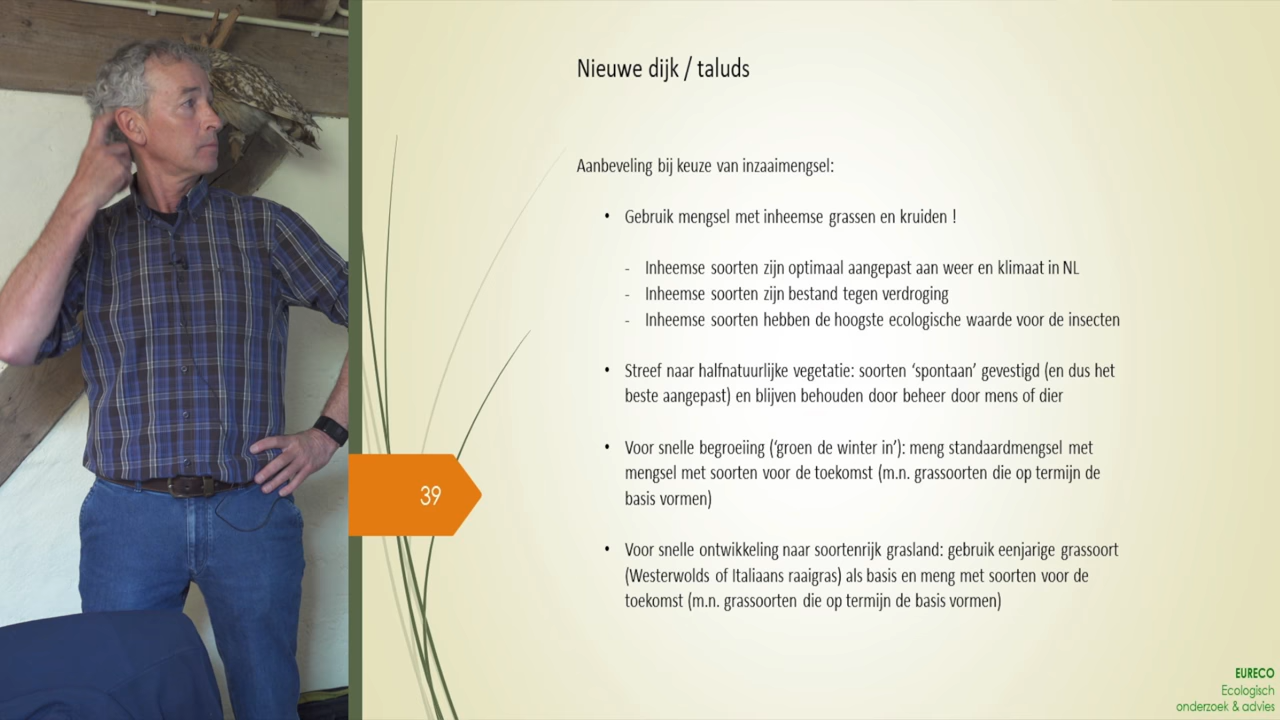 Nieuwe dijk / taluds
Aanbeveling bij keuze van inzaaimengsel:
• Gebruik mengsel met inheemse grassen en kruiden !
- Inheemse soorten zijn optimaal aangepast aan weer en klimaat in NL
- Inheemse soorten zijn bestand tegen verdroging
- Inheemse soorten hebben de hoogste ecologische waarde voor de insecten
• Streef naar halfnatuurlijke vegetatie: soorten ‘spontaan’ gevestigd (en dus het
beste aangepast) en blijven behouden door beheer door mens of dier
• Voor snelle begroeiing (‘groen de winter in’): meng standaardmengsel met
mengsel met soorten voor de toekomst (m.n. grassoorten die op termijn de
basis vormen)
39
• Voor snelle ontwikkeling naar soortenrijk grasland: gebruik eenjarige grassoort
(Westerwolds of Italiaans raaigras) als basis en meng met soorten voor de
toekomst (m.n. grassoorten die op termijn de basis vormen)
EURECO
Ecologisch
onderzoek & advies